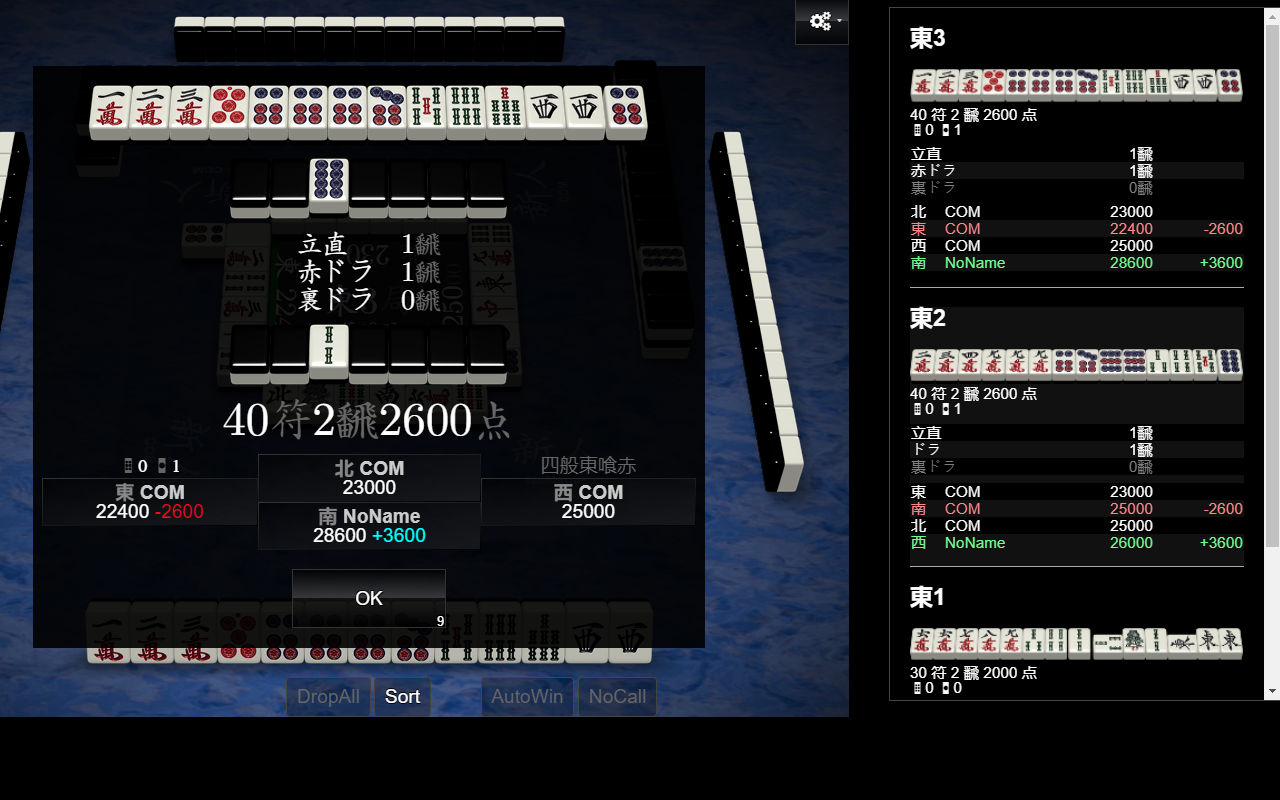 立直 1飜
赤ドラ 1飜
裏ドラ 0飜
40符2飜2600点
0 1
四般東喰赤
北 COM
23000
東 COM
22400 -2600
西 COM
25000
南 NoName
28600 +3600
OK
9
DropAll
Sort
AutoWin
NoCall
東3
40 符 2 飜 2600 点
0 1
立直 1飜
赤ドラ 1飜
裏ドラ 0飜
北 COM 23000
東 COM 22400 -2600
西 COM 25000
南 NoName 28600 +3600
東2
40 符 2 飜 2600 点
0 1
立直 1飜
ドラ 1飜
裏ドラ 0飜
東 COM 23000
南 COM 25000 -2600
北 COM 25000
西 NoName 26000 +3600
東1
30 符 2 飜 2000 点
0 0